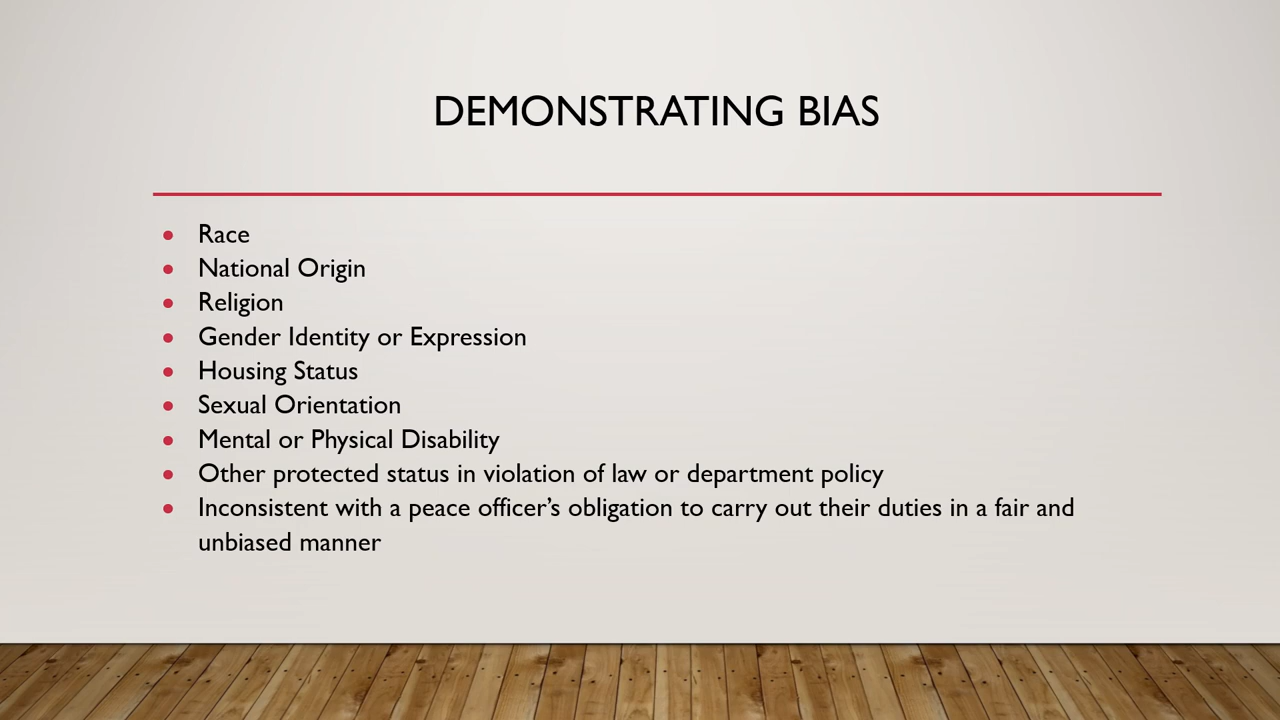 DEMONSTRATING BIAS
• Race
• National Origin
• Religion
• Gender Identity or Expression
• Housing Status
• Sexual Orientation
• Mental or Physical Disability
• Other protected status in violation of law or department policy
• Inconsistent with a peace officer’s obligation to carry out their duties in a fair and
unbiased manner